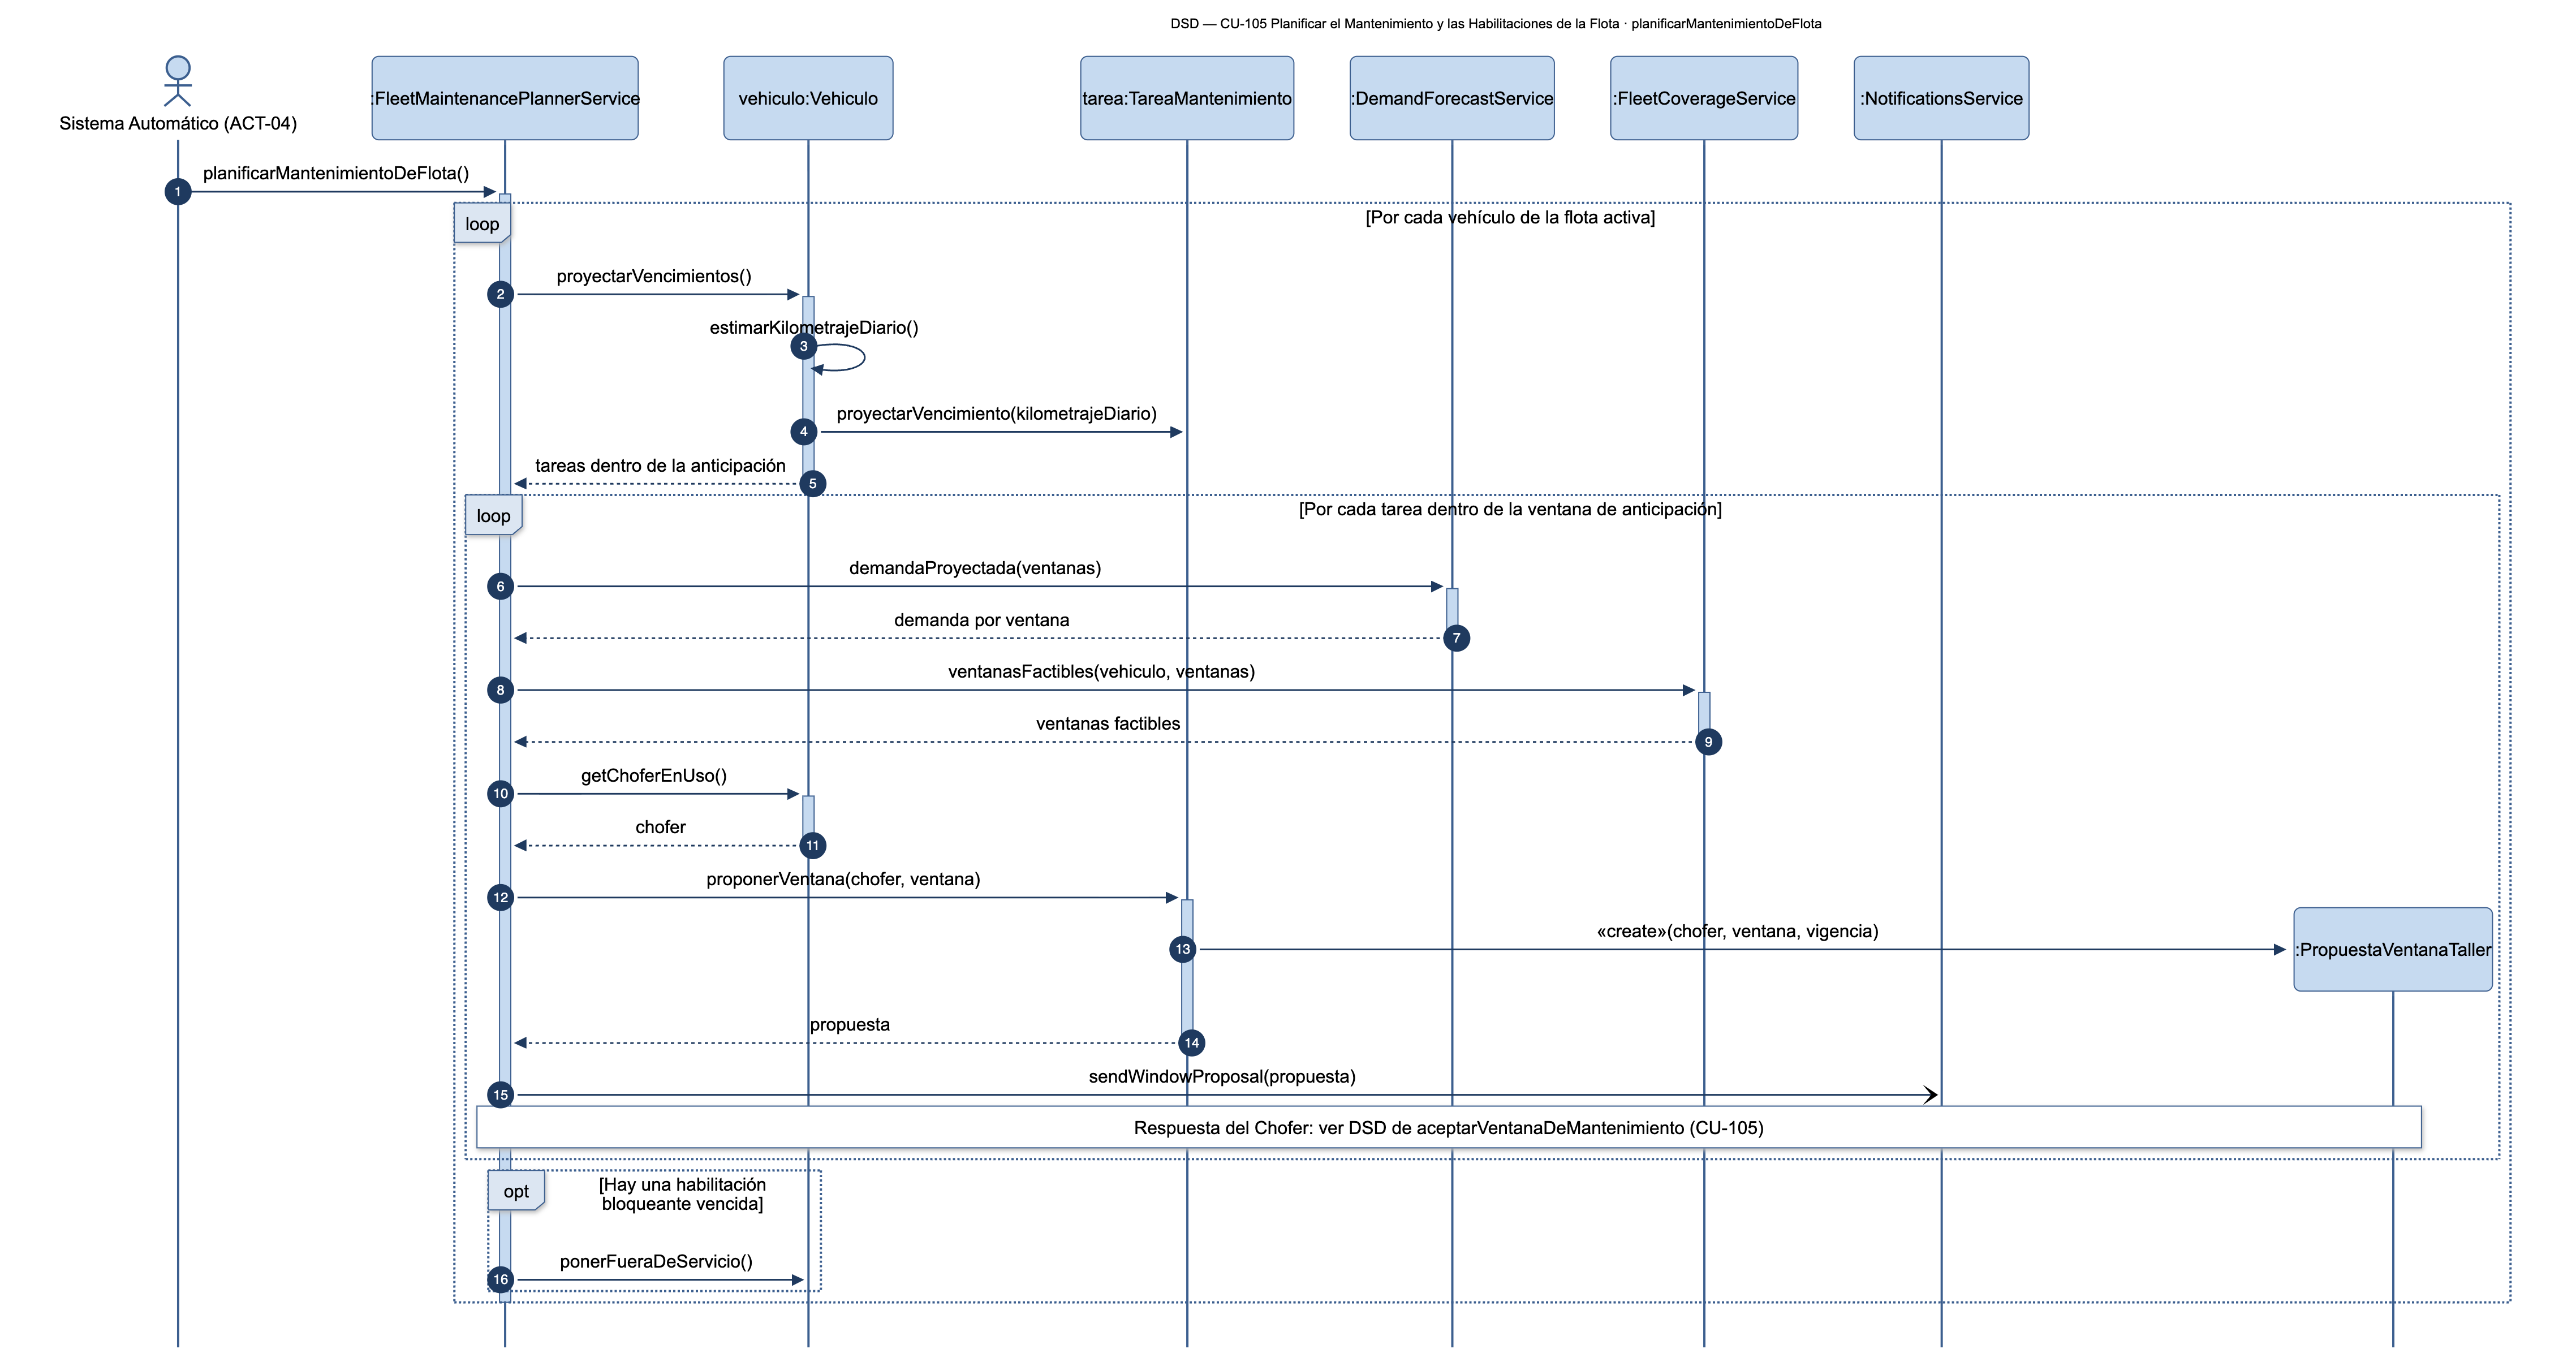 DSD — CU-105 Planificar el Mantenimiento y las Habilitaciones de la Flota · planificarMantenimientoDeFlota
Sistema Automático (ACT-04)
:FleetMaintenancePlannerService
vehiculo:Vehiculo
tarea:TareaMantenimiento
:DemandForecastService
:FleetCoverageService
:NotificationsService
1
planificarMantenimientoDeFlota()
loop
[Por cada vehículo de la flota activa]
2
proyectarVencimientos()
estimarKilometrajeDiario()
3
4
proyectarVencimiento(kilometrajeDiario)
tareas dentro de la anticipación
5
loop
[Por cada tarea dentro de la ventana de anticipación]
6
demandaProyectada(ventanas)
demanda por ventana
7
8
ventanasFactibles(vehiculo, ventanas)
ventanas factibles
9
10
getChoferEnUso()
chofer
11
12
proponerVentana(chofer, ventana)
13
«create»(chofer, ventana, vigencia)
:PropuestaVentanaTaller
propuesta
14
15
sendWindowProposal(propuesta)
Respuesta del Chofer: ver DSD de aceptarVentanaDeMantenimiento (CU-105)
opt
[Hay una habilitación
bloqueante vencida]
16
ponerFueraDeServicio()